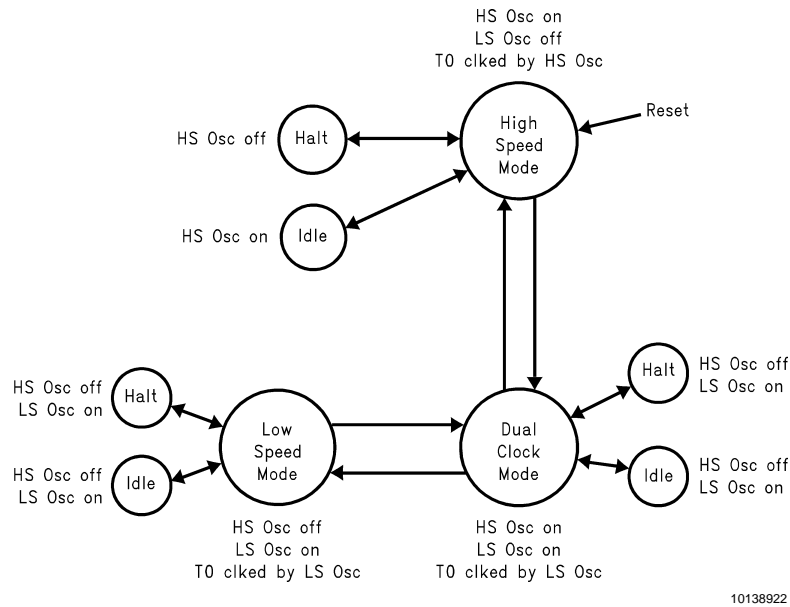 HS Osc on
LS Osc off
T0 clked by HS Osc
Reset
High
Speed
Mode
HS Osc off
Halt
HS Osc on
Idle
Halt
HS Osc off
LS Osc on
HS Osc off
LS Osc on
Halt
Low
Speed
Mode
Dual
Clock
Mode
HS Osc off
LS Osc on
Idle
Idle
HS Osc off
LS Osc on
HS Osc off
LS Osc on
T0 clked by LS Osc
HS Osc on
LS Osc on
T0 clked by LS Osc
10138922